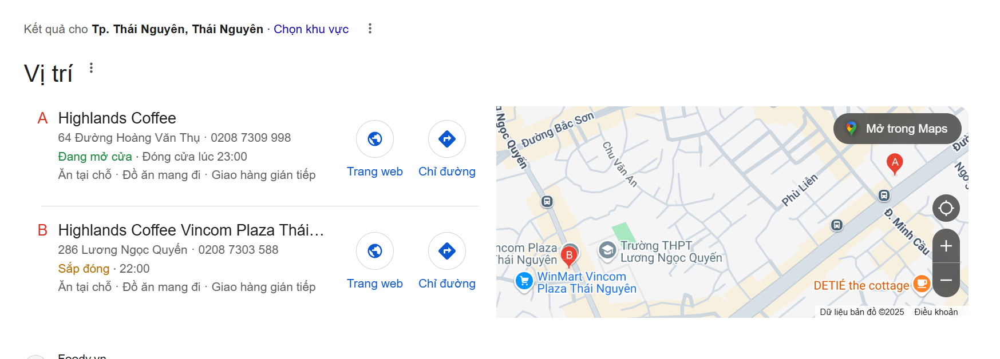 Kết quả cho Tp. Thái Nguyên, Thái Nguyên · Chọn khu vực
Vị trí
A Highlands Coffee
64 Đường Hoàng Văn Thụ · 0208 7309 998
Đang mở cửa · Đóng cửa lúc 23:00
Ăn tại chỗ · Đồ ăn mang đi · Giao hàng gián tiếp
Trang web
Chỉ đường
B Highlands Coffee Vincom Plaza Thái...
286 Lương Ngọc Quyến · 0208 7303 588
Sắp đóng · 22:00
Ăn tại chỗ · Đồ ăn mang đi · Giao hàng gián tiếp
Trang web
Chỉ đường
Foody.vn
Ngọc Quyến
Đường Bắc Sơn
Chu Văn An
Mở trong Maps
A
Phủ Liễn
Đ. Minh Cầu
ncom Plaza
Thái Nguyên
B
Trường THPT
Lương Ngọc Quyến
WinMart Vincom
Plaza Thái Nguyên
DETIÉ the cottage
Dữ liệu bản đồ ©2025
Điều khoản